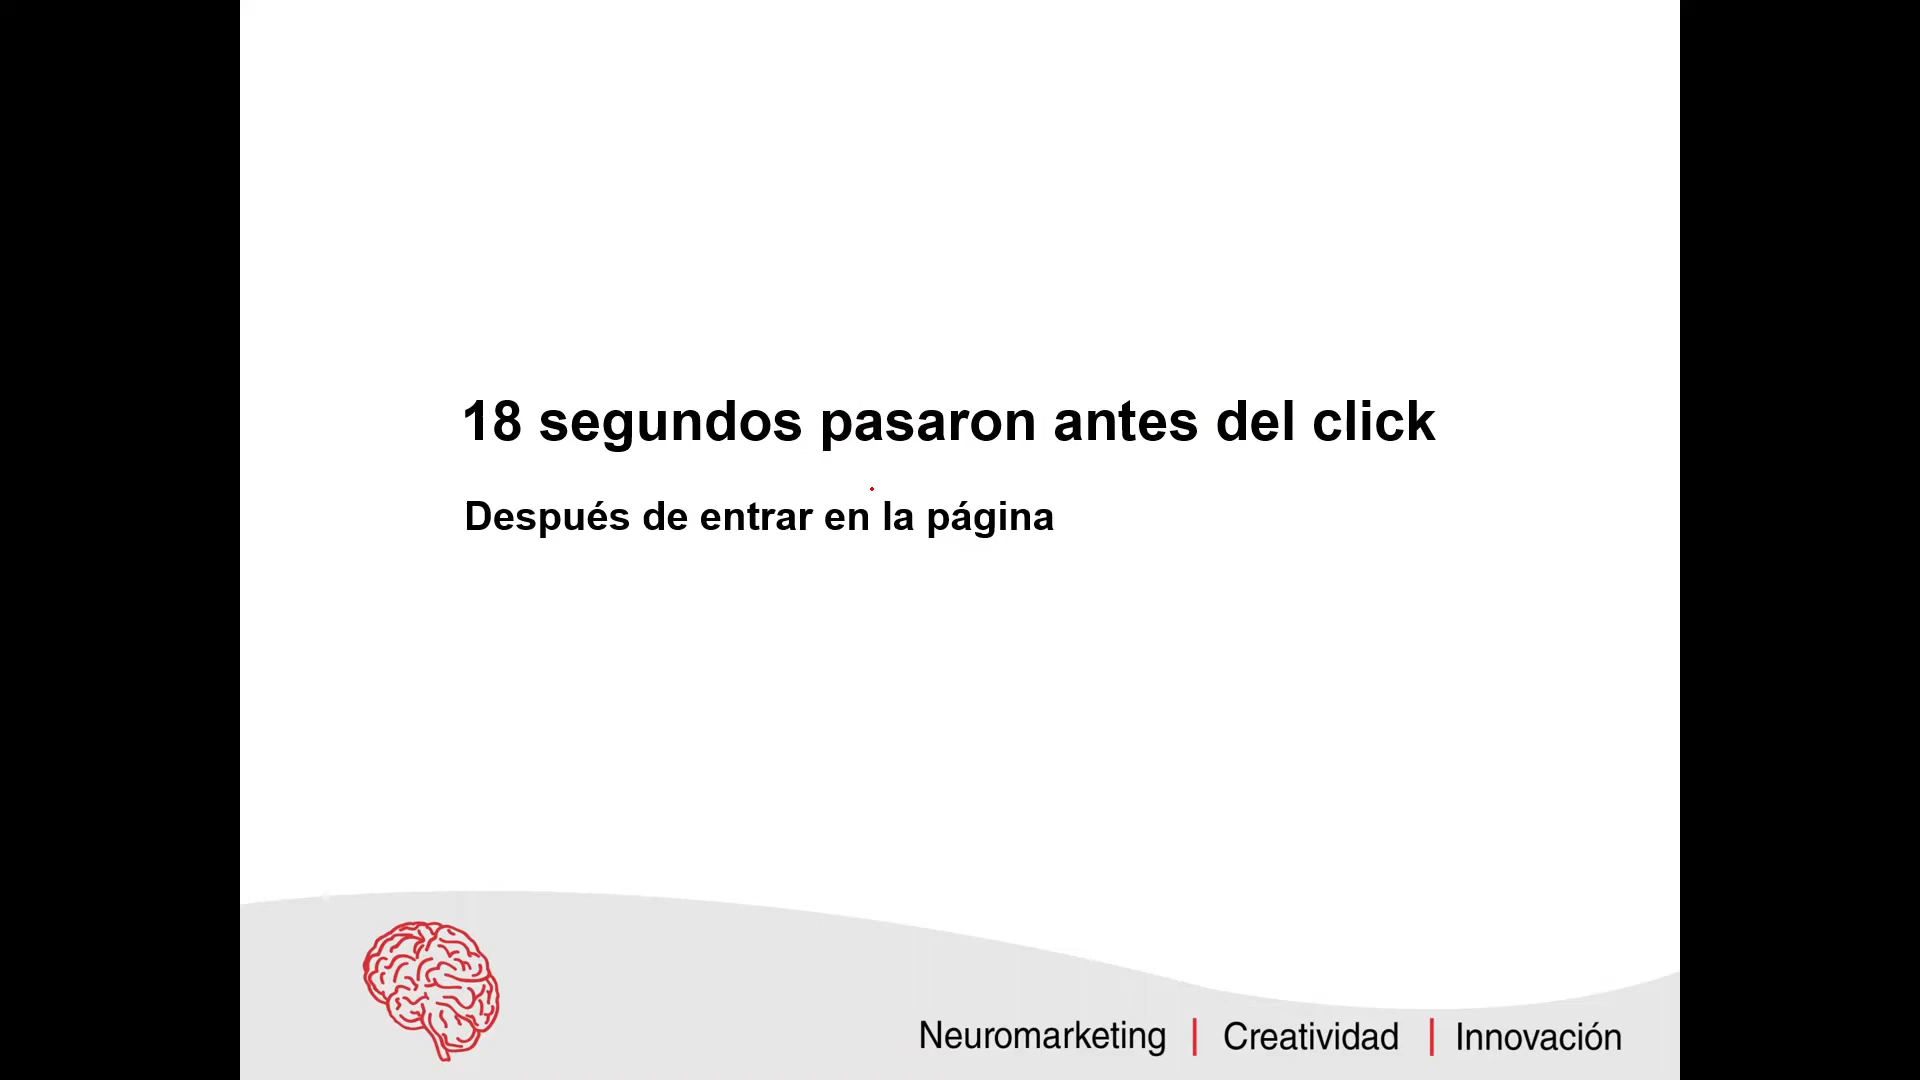 18 segundos pasaron antes del click
Después de entrar en la página
Neuromarketing | Creatividad | Innovación